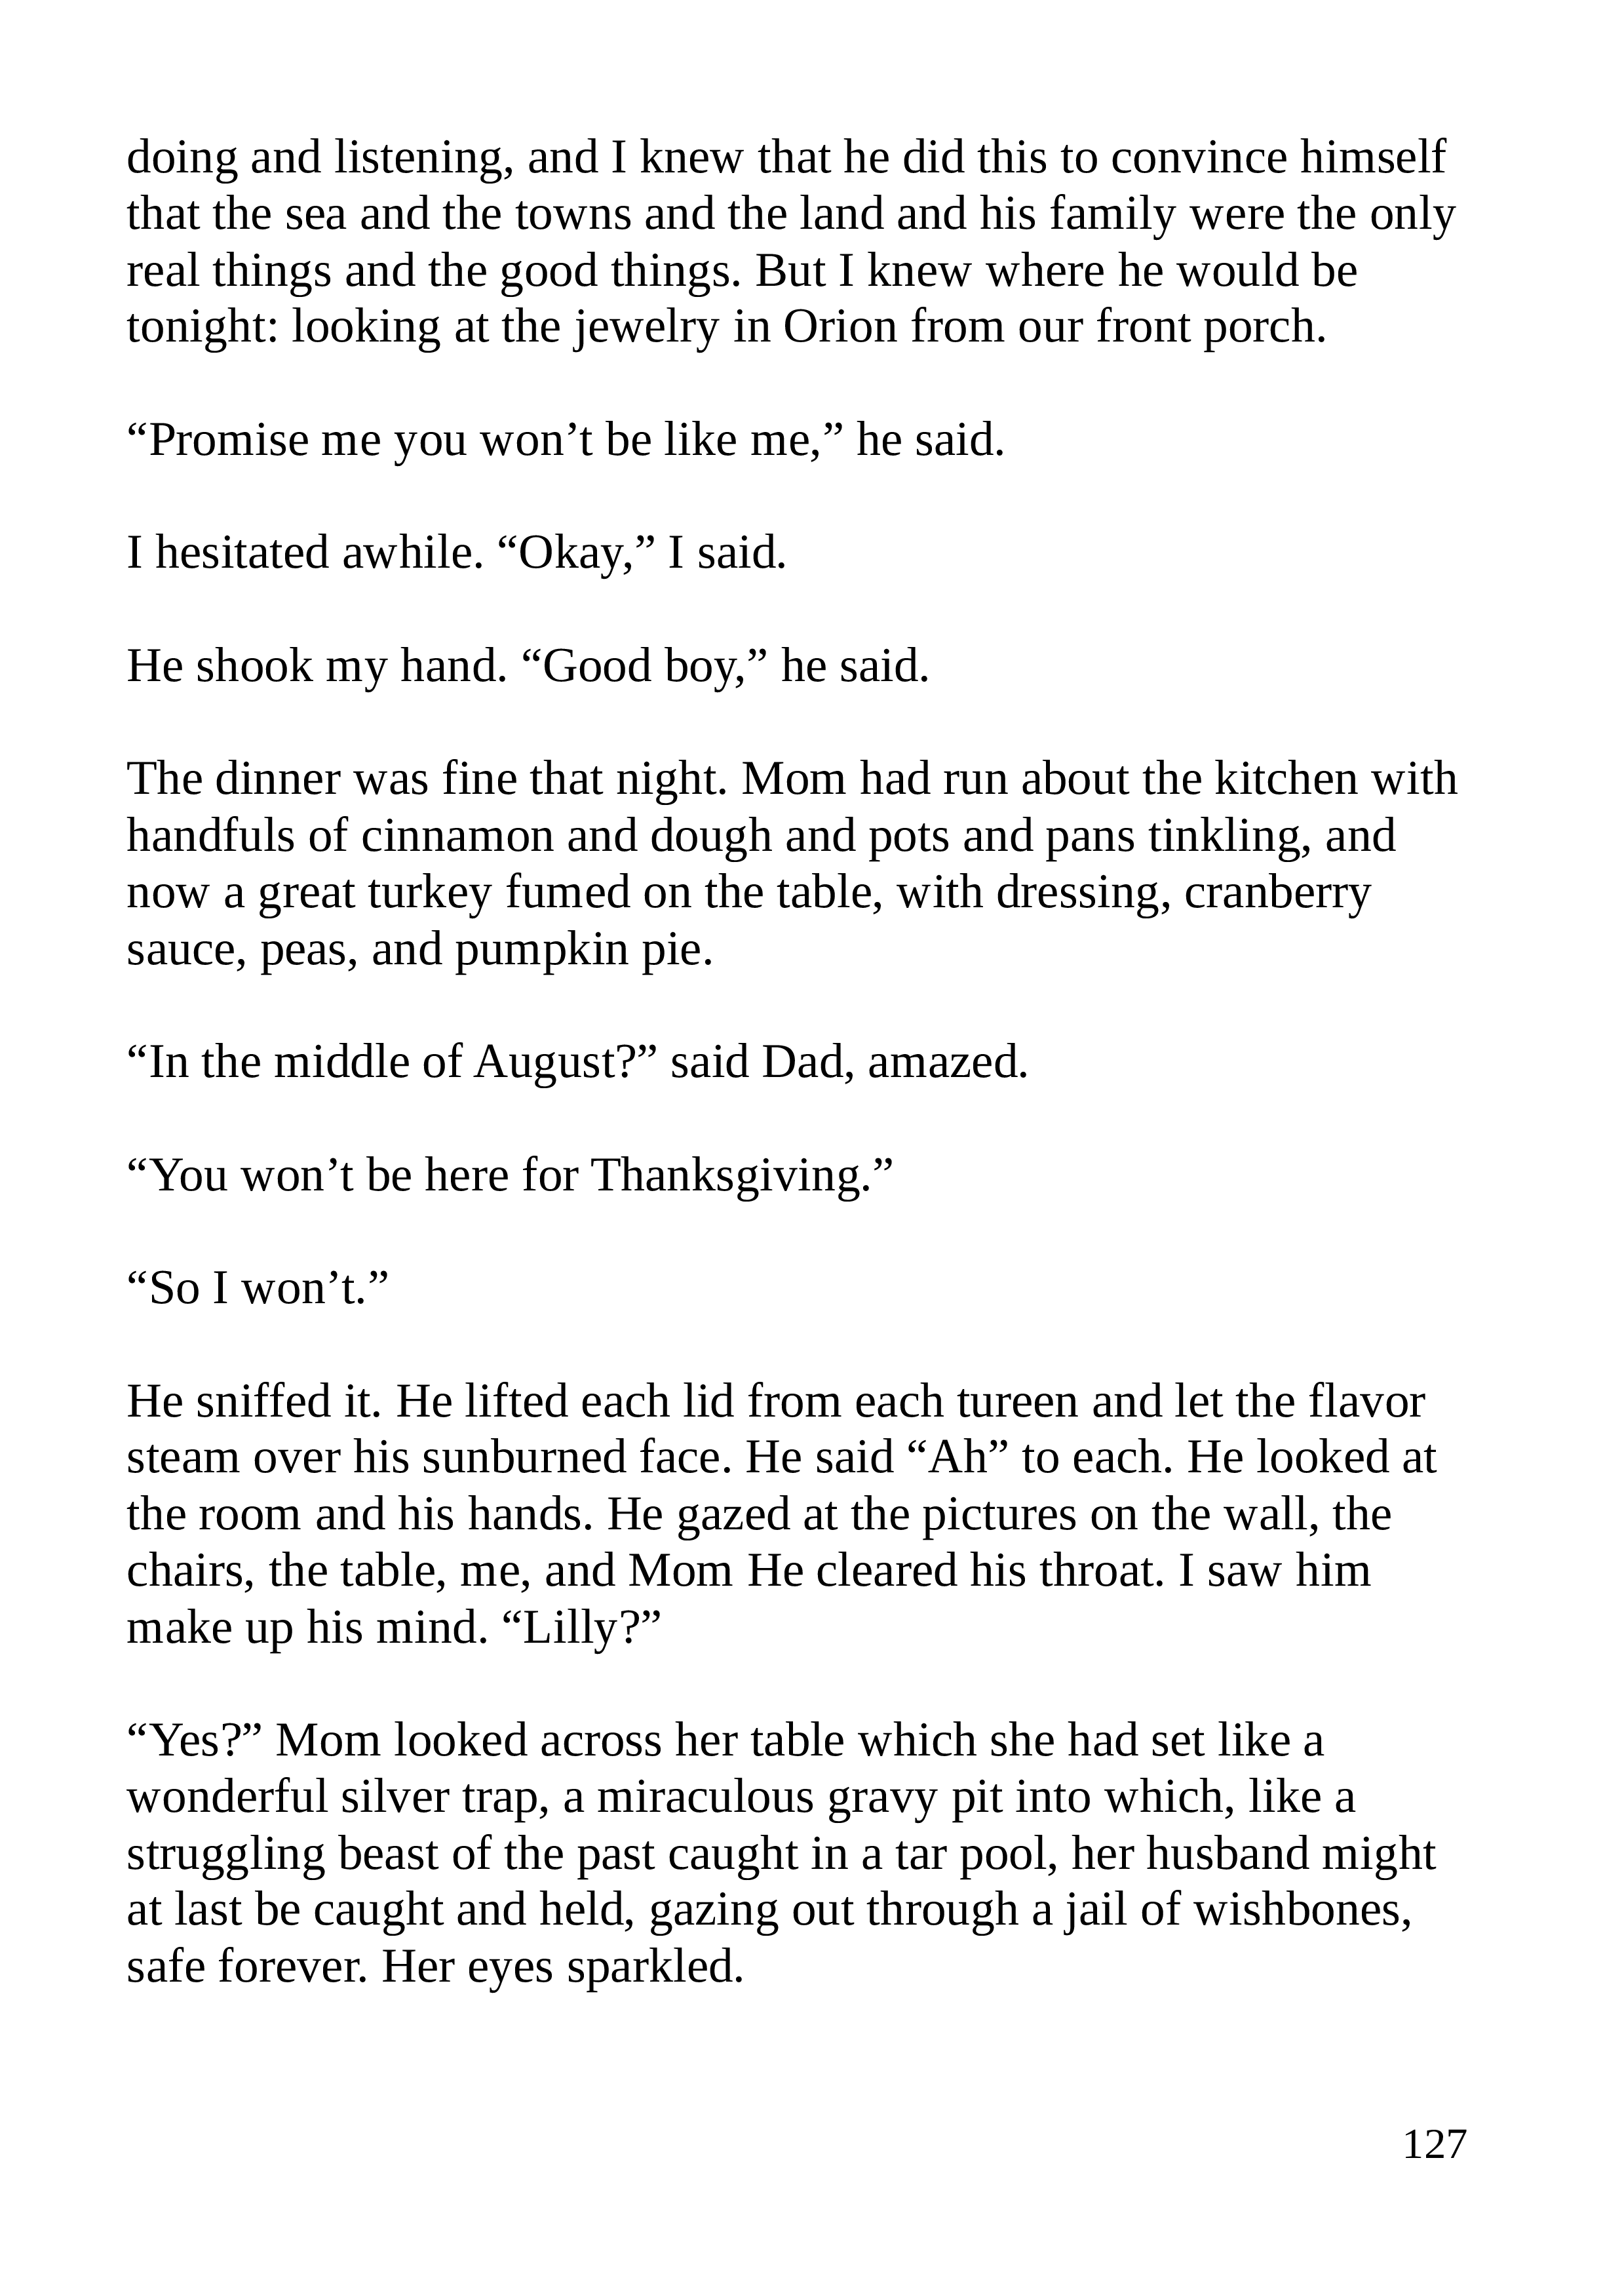 doing and listening, and I knew that he did this to convince himself
that the sea and the towns and the land and his family were the only
real things and the good things. But I knew where he would be
tonight: looking at the jewelry in Orion from our front porch.
“Promise me you won’t be like me,” he said.
I hesitated awhile. “Okay,” I said.
He shook my hand. “Good boy,” he said.
The dinner was fine that night. Mom had run about the kitchen with
handfuls of cinnamon and dough and pots and pans tinkling, and
now a great turkey fumed on the table, with dressing, cranberry
sauce, peas, and pumpkin pie.
“In the middle of August?” said Dad, amazed.
“You won’t be here for Thanksgiving.”
“So I won’t.”
He sniffed it. He lifted each lid from each tureen and let the flavor
steam over his sunburned face. He said “Ah” to each. He looked at
the room and his hands. He gazed at the pictures on the wall, the
chairs, the table, me, and Mom He cleared his throat. I saw him
make up his mind. “Lilly?”
“Yes?” Mom looked across her table which she had set like a
wonderful silver trap, a miraculous gravy pit into which, like a
struggling beast of the past caught in a tar pool, her husband might
at last be caught and held, gazing out through a jail of wishbones,
safe forever. Her eyes sparkled.
127